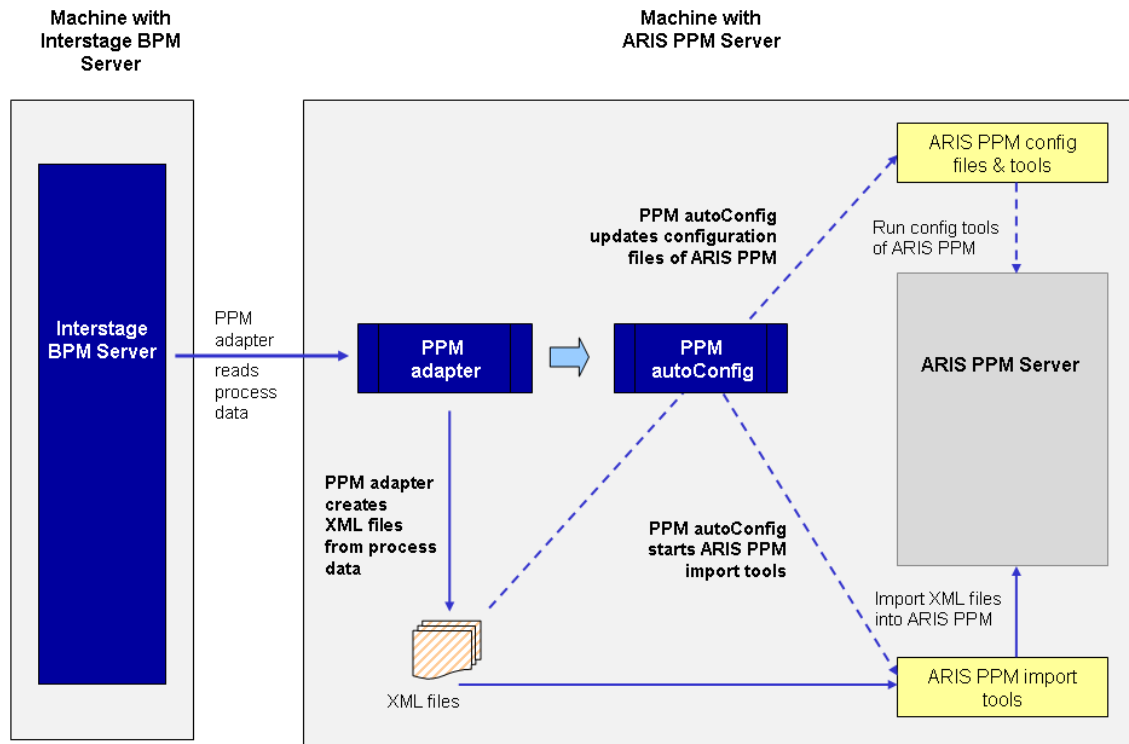 Machine with
Interstage BPM
Server
Machine with
ARIS PPM Server
ARIS PPM config
files & tools
PPM autoConfig
updates configuration
files of ARIS PPM
Run config tools
of ARIS PPM
Interstage
BPM Server
PPM
adapter
reads
process
data
PPM
adapter
PPM
autoConfig
ARIS PPM Server
PPM adapter
creates
XML files
from process
data
PPM autoConfig
starts ARIS PPM
import tools
Import XML files
into ARIS PPM
XML files
ARIS PPM import
tools